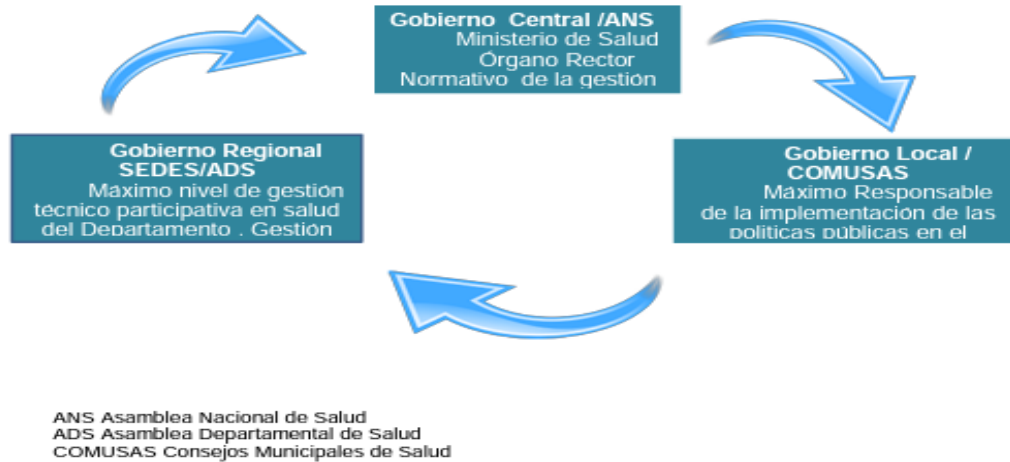 Gobierno Central /ANS
Ministerio de Salud
Órgano Rector
Normativo de la gestión
Gobierno Regional
SEDES/ADS
Máximo nivel de gestión
técnico participativa en salud
del Departamento . Gestión
Gobierno Local /
COMUSAS
Máximo Responsable
de la implementación de las
políticas públicas en el
ANS Asamblea Nacional de Salud
ADS Asamblea Departamental de Salud
COMUSAS Consejos Municipales de Salud